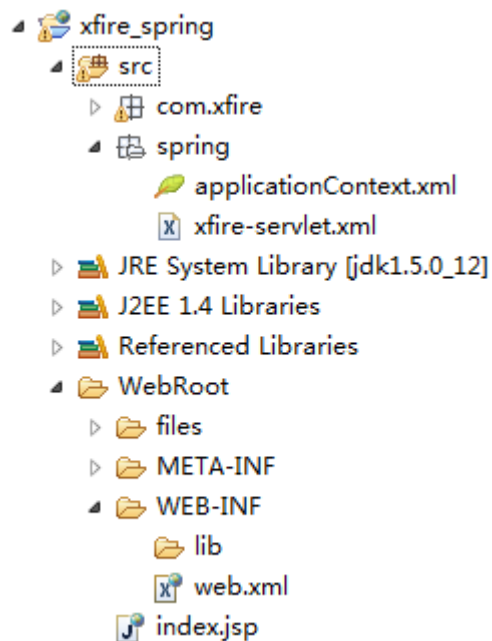 xfire_spring
src
com.xfire
spring
applicationContext.xml
xfire-servlet.xml
JRE System Library [jdk1.5.0_12]
J2EE 1.4 Libraries
Referenced Libraries
WebRoot
files
META-INF
WEB-INF
lib
web.xml
index.jsp